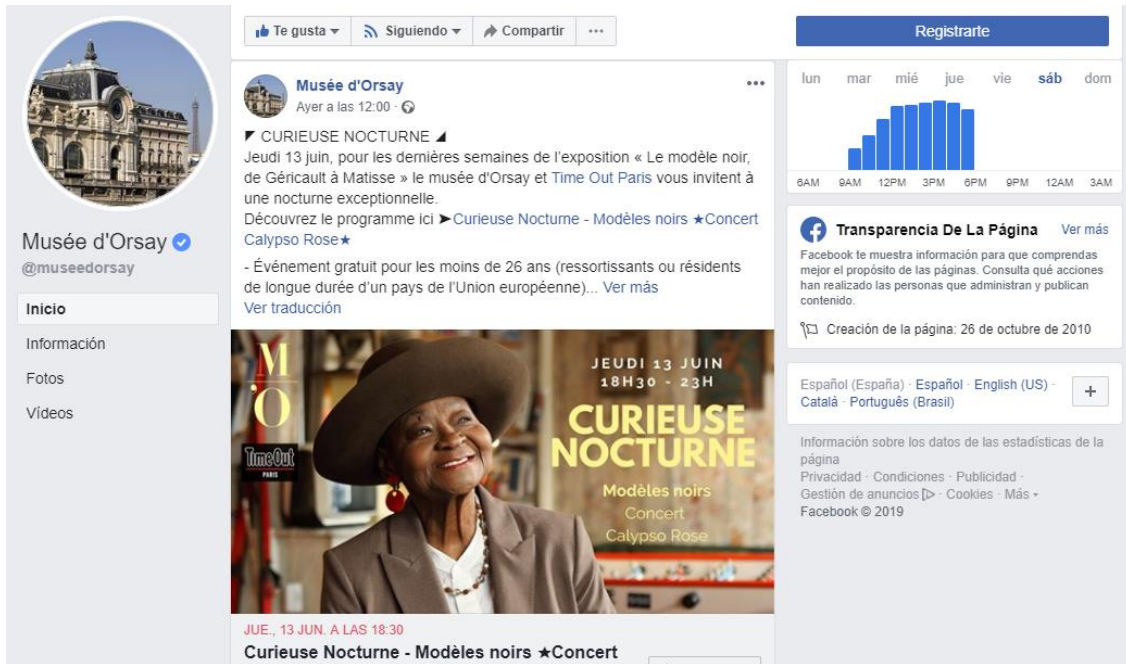 Musée d'Orsay
@museedorsay
Inicio
Información
Fotos
Vídeos
Te gusta
Siguiendo
Compartir
Musée d'Orsay
Ayer a las 12:00 ·
◤ CURIEUSE NOCTURNE ◢
Jeudi 13 juin, pour les dernières semaines de l'exposition « Le modèle noir,
de Géricault à Matisse » le musée d'Orsay et Time Out Paris vous invitent à
une nocturne exceptionnelle.
Découvrez le programme ici ➤Curieuse Nocturne - Modèles noirs ★Concert
Calypso Rose★
- Événement gratuit pour les moins de 26 ans (ressortissants ou résidents
de longue durée d'un pays de l'Union européenne)... Ver más
Ver traducción
M
'O
TimeOut
PARIS
JEUDI 13 JUIN
18H30 - 23H
CURIEUSE
NOCTURNE
Modèles noirs
Concert
Calypso Rose
JUE., 13 JUN. A LAS 18:30
Curieuse Nocturne - Modèles noirs ★Concert
Registrarte
lun mar mié jue vie sáb dom
6AM 9AM 12PM 3PM 6PM 9PM 12AM 3AM
Transparencia De La Página Ver más
Facebook te muestra información para que comprendas
mejor el propósito de las páginas. Consulta qué acciones
han realizado las personas que administran y publican
contenido.
Creación de la página: 26 de octubre de 2010
Español (España) · Español · English (US) ·
Català · Português (Brasil)
Información sobre los datos de las estadísticas de la
página
Privacidad · Condiciones · Publicidad ·
Gestión de anuncios · Cookies · Más
Facebook © 2019